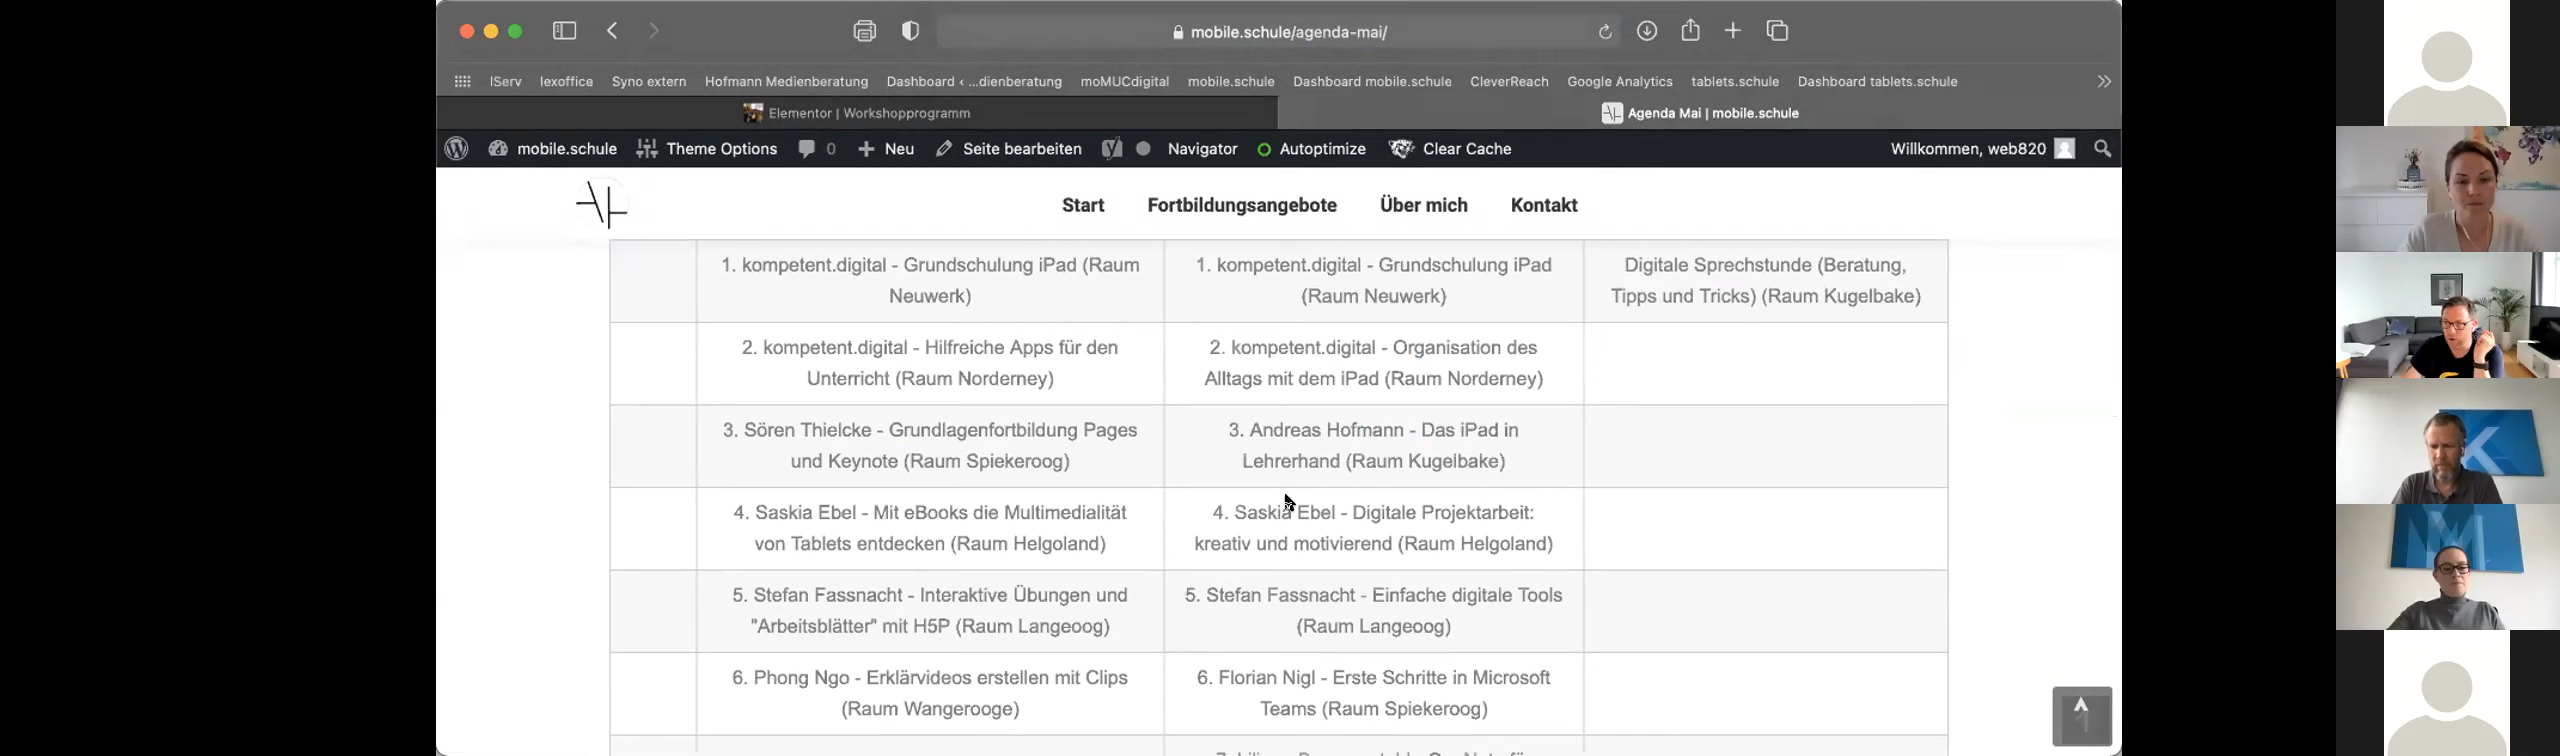 mobile.schule/agenda-mai/
IServ lexoffice Syno extern Hofmann Medienberatung Dashboard ‹ ...dienberatung moMUCdigital mobile.schule Dashboard mobile.schule CleverReach Google Analytics tablets.schule Dashboard tablets.schule
Elementor | Workshopprogramm Agenda Mai | mobile.schule
mobile.schule Theme Options 0 Neu Seite bearbeiten Navigator Autoptimize Clear Cache Willkommen, web820
Start Fortbildungsangebote Über mich Kontakt
1. kompetent.digital - Grundschulung iPad (Raum
Neuwerk)
1. kompetent.digital - Grundschulung iPad
(Raum Neuwerk)
Digitale Sprechstunde (Beratung,
Tipps und Tricks) (Raum Kugelbake)
2. kompetent.digital - Hilfreiche Apps für den
Unterricht (Raum Norderney)
2. kompetent.digital - Organisation des
Alltags mit dem iPad (Raum Norderney)
3. Sören Thielcke - Grundlagenfortbildung Pages
und Keynote (Raum Spiekeroog)
3. Andreas Hofmann - Das iPad in
Lehrerhand (Raum Kugelbake)
4. Saskia Ebel - Mit eBooks die Multimedialität
von Tablets entdecken (Raum Helgoland)
4. Saskia Ebel - Digitale Projektarbeit:
kreativ und motivierend (Raum Helgoland)
5. Stefan Fassnacht - Interaktive Übungen und
"Arbeitsblätter" mit H5P (Raum Langeoog)
5. Stefan Fassnacht - Einfache digitale Tools
(Raum Langeoog)
6. Phong Ngo - Erklärvideos erstellen mit Clips
(Raum Wangerooge)
6. Florian Nigl - Erste Schritte in Microsoft
Teams (Raum Spiekeroog)